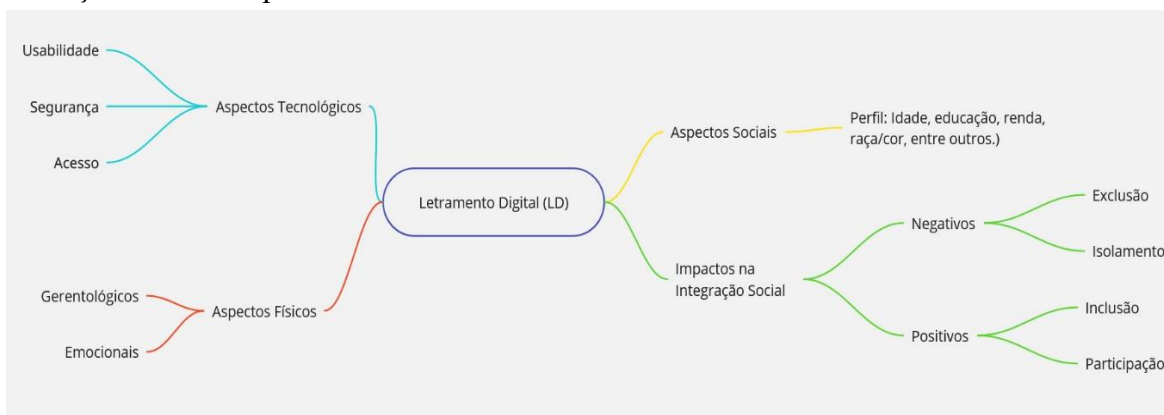 Usabilidade
Segurança
Acesso
Aspectos Tecnológicos
Gerentológicos
Emocionais
Aspectos Físicos
Letramento Digital (LD)
Aspectos Sociais
Perfil: Idade, educação, renda,
raça/cor, entre outros.)
Impactos na
Integração Social
Negativos
Exclusão
Isolamento
Positivos
Inclusão
Participação